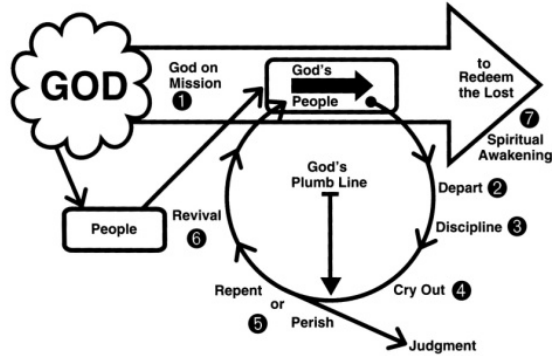 GOD
God on
Mission
1
God's
People
to
Redeem
the Lost
7
Spiritual
Awakening
God's
Plumb Line
Depart 2
Discipline 3
Cry Out 4
Judgment
Repent
or
5 Perish
Revival
6
People